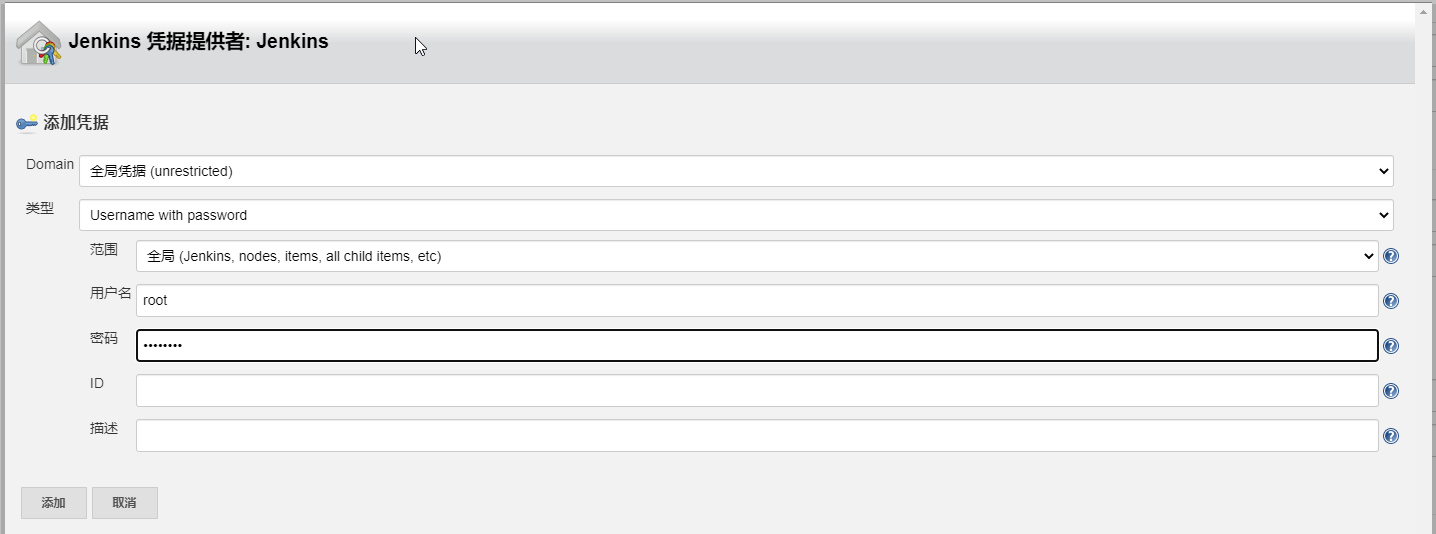 Jenkins 凭据提供者: Jenkins
添加凭据
Domain 全局凭据 (unrestricted)
类型 Username with password
范围 全局 (Jenkins, nodes, items, all child items, etc)
用户名 root
密码 ••••••••
ID
描述
添加 取消